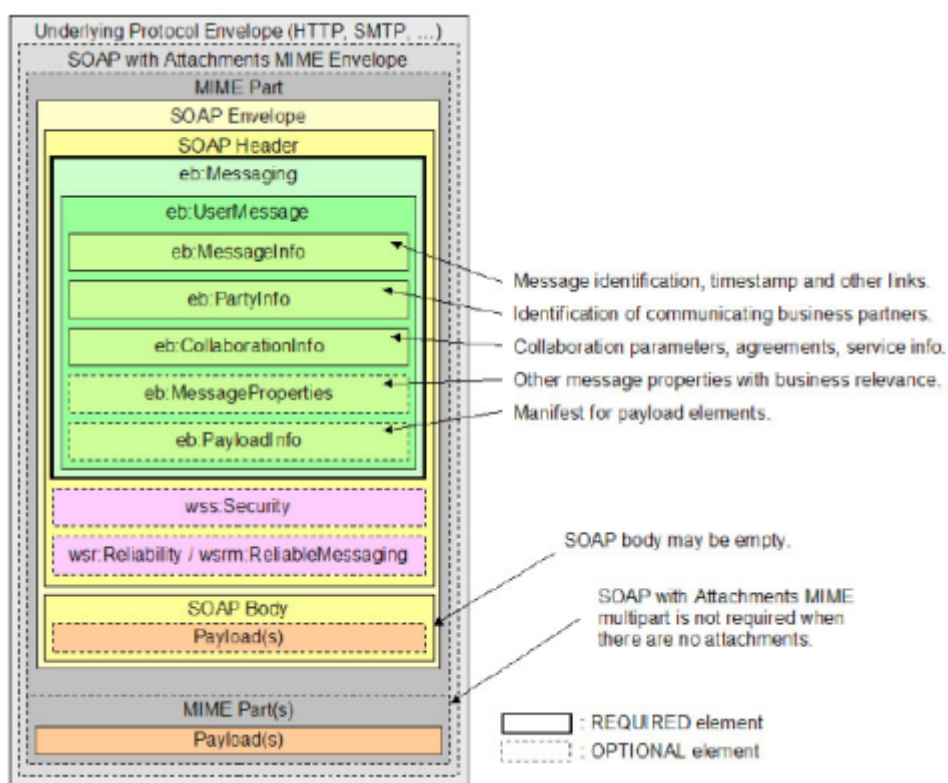 Underlying Protocol Envelope (HTTP, SMTP, ...)
SOAP with Attachments MIME Envelope
MIME Part
SOAP Envelope
SOAP Header
eb:Messaging
eb:UserMessage
eb:MessageInfo
eb:PartyInfo
eb:CollaborationInfo
eb:MessageProperties
eb:PayloadInfo
wss:Security
wsr:Reliability / wsrm:ReliableMessaging
SOAP Body
Payload(s)
MIME Part(s)
Payload(s)
Message identification, timestamp and other links.
Identification of communicating business partners.
Collaboration parameters, agreements, service info.
Other message properties with business relevance.
Manifest for payload elements.
SOAP body may be empty.
SOAP with Attachments MIME
multipart is not required when
there are no attachments.
: REQUIRED element
: OPTIONAL element